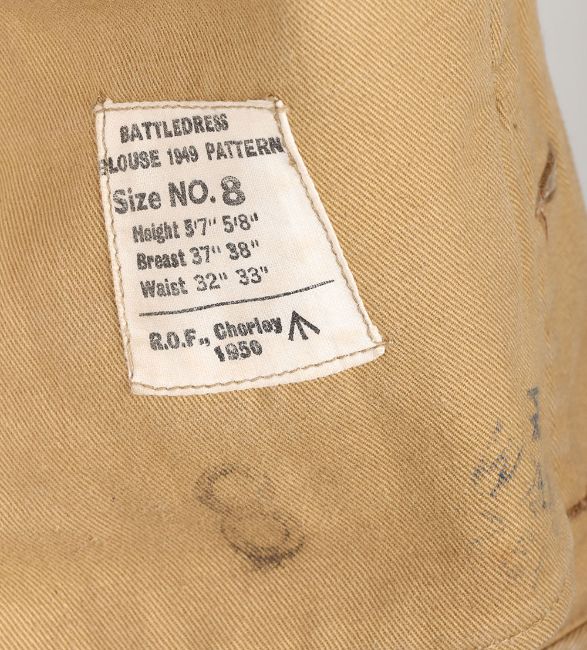 BATTLEDRESS
BLOUSE 1949 PATTERN
Size NO. 8
Height 5'7" 5'8"
Breast 37" 38"
Waist 32" 33"
R.O.F., Chorley
1950
8